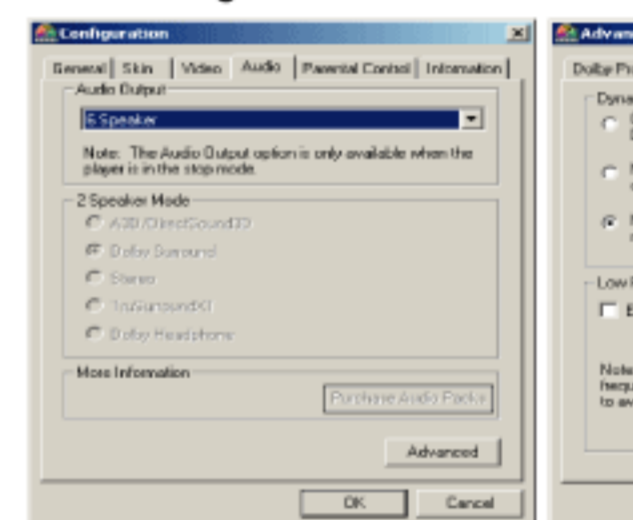 Configuration
General Skin Video Audio Parental Control Information
Audio Output
6 Speaker
Note: The Audio Output option is only available when the
player is in the stop mode.
2 Speaker Mode
A3D/DirectSound3D
Dolby Surround
Stereo
TruSurroundXT
Dolby Headphone
More Information
Purchase Audio Packs
Advanced
OK Cancel
Advan
Dolby Pr
Dyna
Low
E
Note
frequ
to av